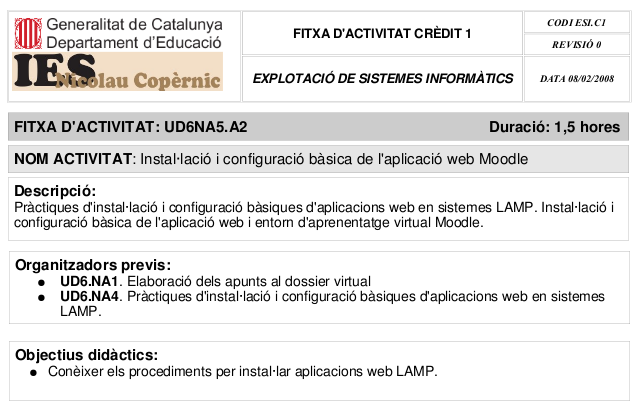 Generalitat de Catalunya
Departament d'Educació
IES
Nicolau Copèrnic
FITXA D'ACTIVITAT CRÈDIT 1
EXPLOTACIÓ DE SISTEMES INFORMÀTICS
CODI ESI.C1
REVISIÓ 0
DATA 08/02/2008
FITXA D'ACTIVITAT: UD6NA5.A2 Duració: 1,5 hores
NOM ACTIVITAT: Instal·lació i configuració bàsica de l'aplicació web Moodle
Descripció:
Pràctiques d'instal·lació i configuració bàsiques d'aplicacions web en sistemes LAMP. Instal·lació i
configuració bàsica de l'aplicació web i entorn d'aprenentatge virtual Moodle.
Organitzadors previs:
● UD6.NA1. Elaboració dels apunts al dossier virtual
● UD6.NA4. Pràctiques d'instal·lació i configuració bàsiques d'aplicacions web en sistemes
LAMP.
Objectius didàctics:
● Conèixer els procediments per instal·lar aplicacions web LAMP.